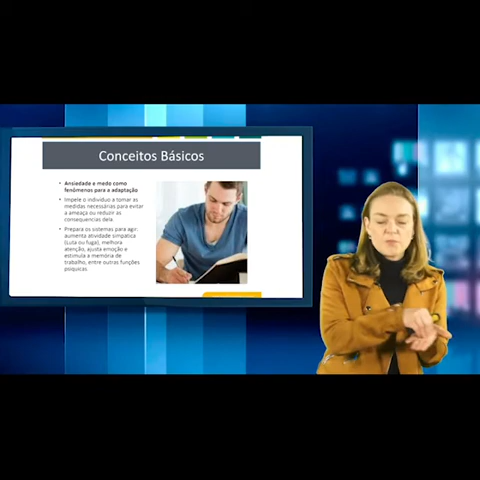 Conceitos Básicos
• Ansiedade e medo como
fenômenos para a adaptação
• Impele o indivíduo a tomar as
medidas necessárias para evitar
a ameaça ou reduzir as
consequências dela.
• Prepara os sistemas para agir:
aumenta atividade simpática
(Luta ou fuga), melhora
atenção, ajusta emoção e
estimula a memória de
trabalho, entre outras funções
psíquicas